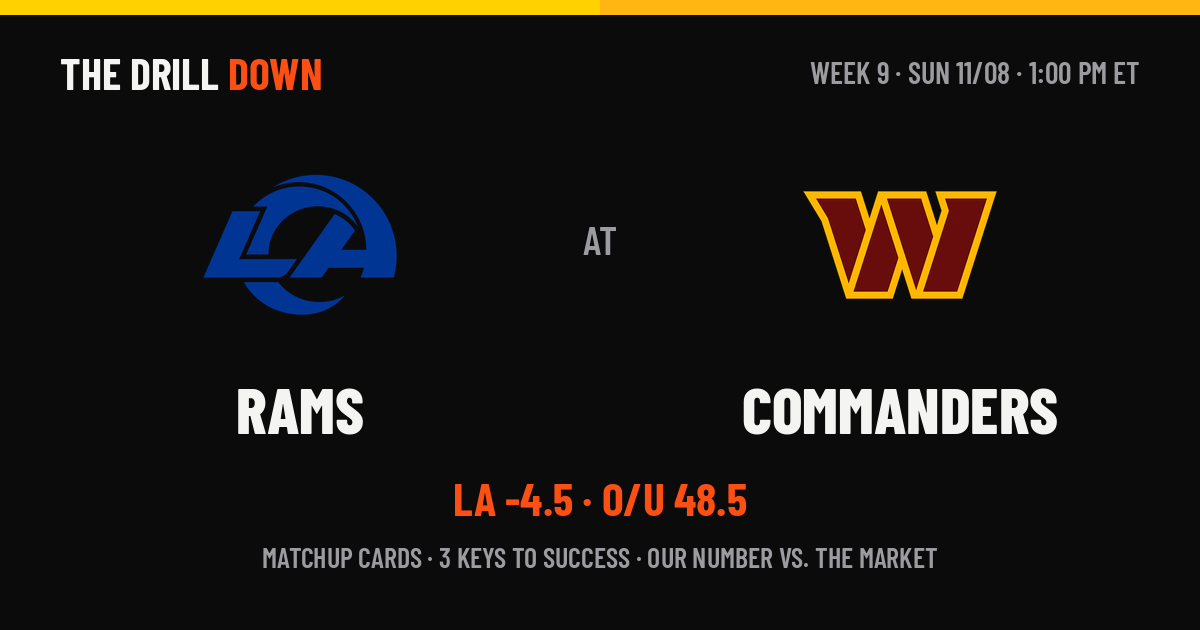 THE DRILL DOWN
WEEK 9 · SUN 11/08 · 1:00 PM ET
LA
AT
W
RAMS
COMMANDERS
LA -4.5 · O/U 48.5
MATCHUP CARDS · 3 KEYS TO SUCCESS · OUR NUMBER VS. THE MARKET